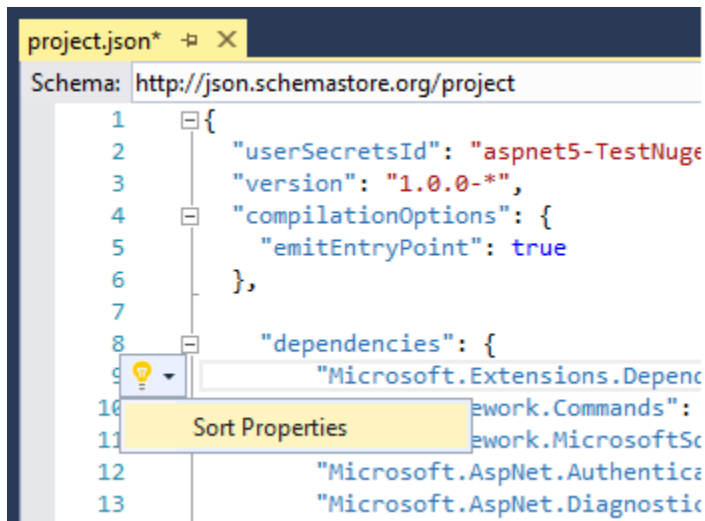 project.json*
Schema: http://json.schemastore.org/project
1 {
2 "userSecretsId": "aspnet5-TestNuge
3 "version": "1.0.0-*",
4 "compilationOptions": {
5 "emitEntryPoint": true
6 },
7
8 "dependencies": {
9 "Microsoft.Extensions.Depend
10 ework.Commands":
Sort Properties
11 ework.MicrosoftSq
12 "Microsoft.AspNet.Authentica
13 "Microsoft.AspNet.Diagnostic